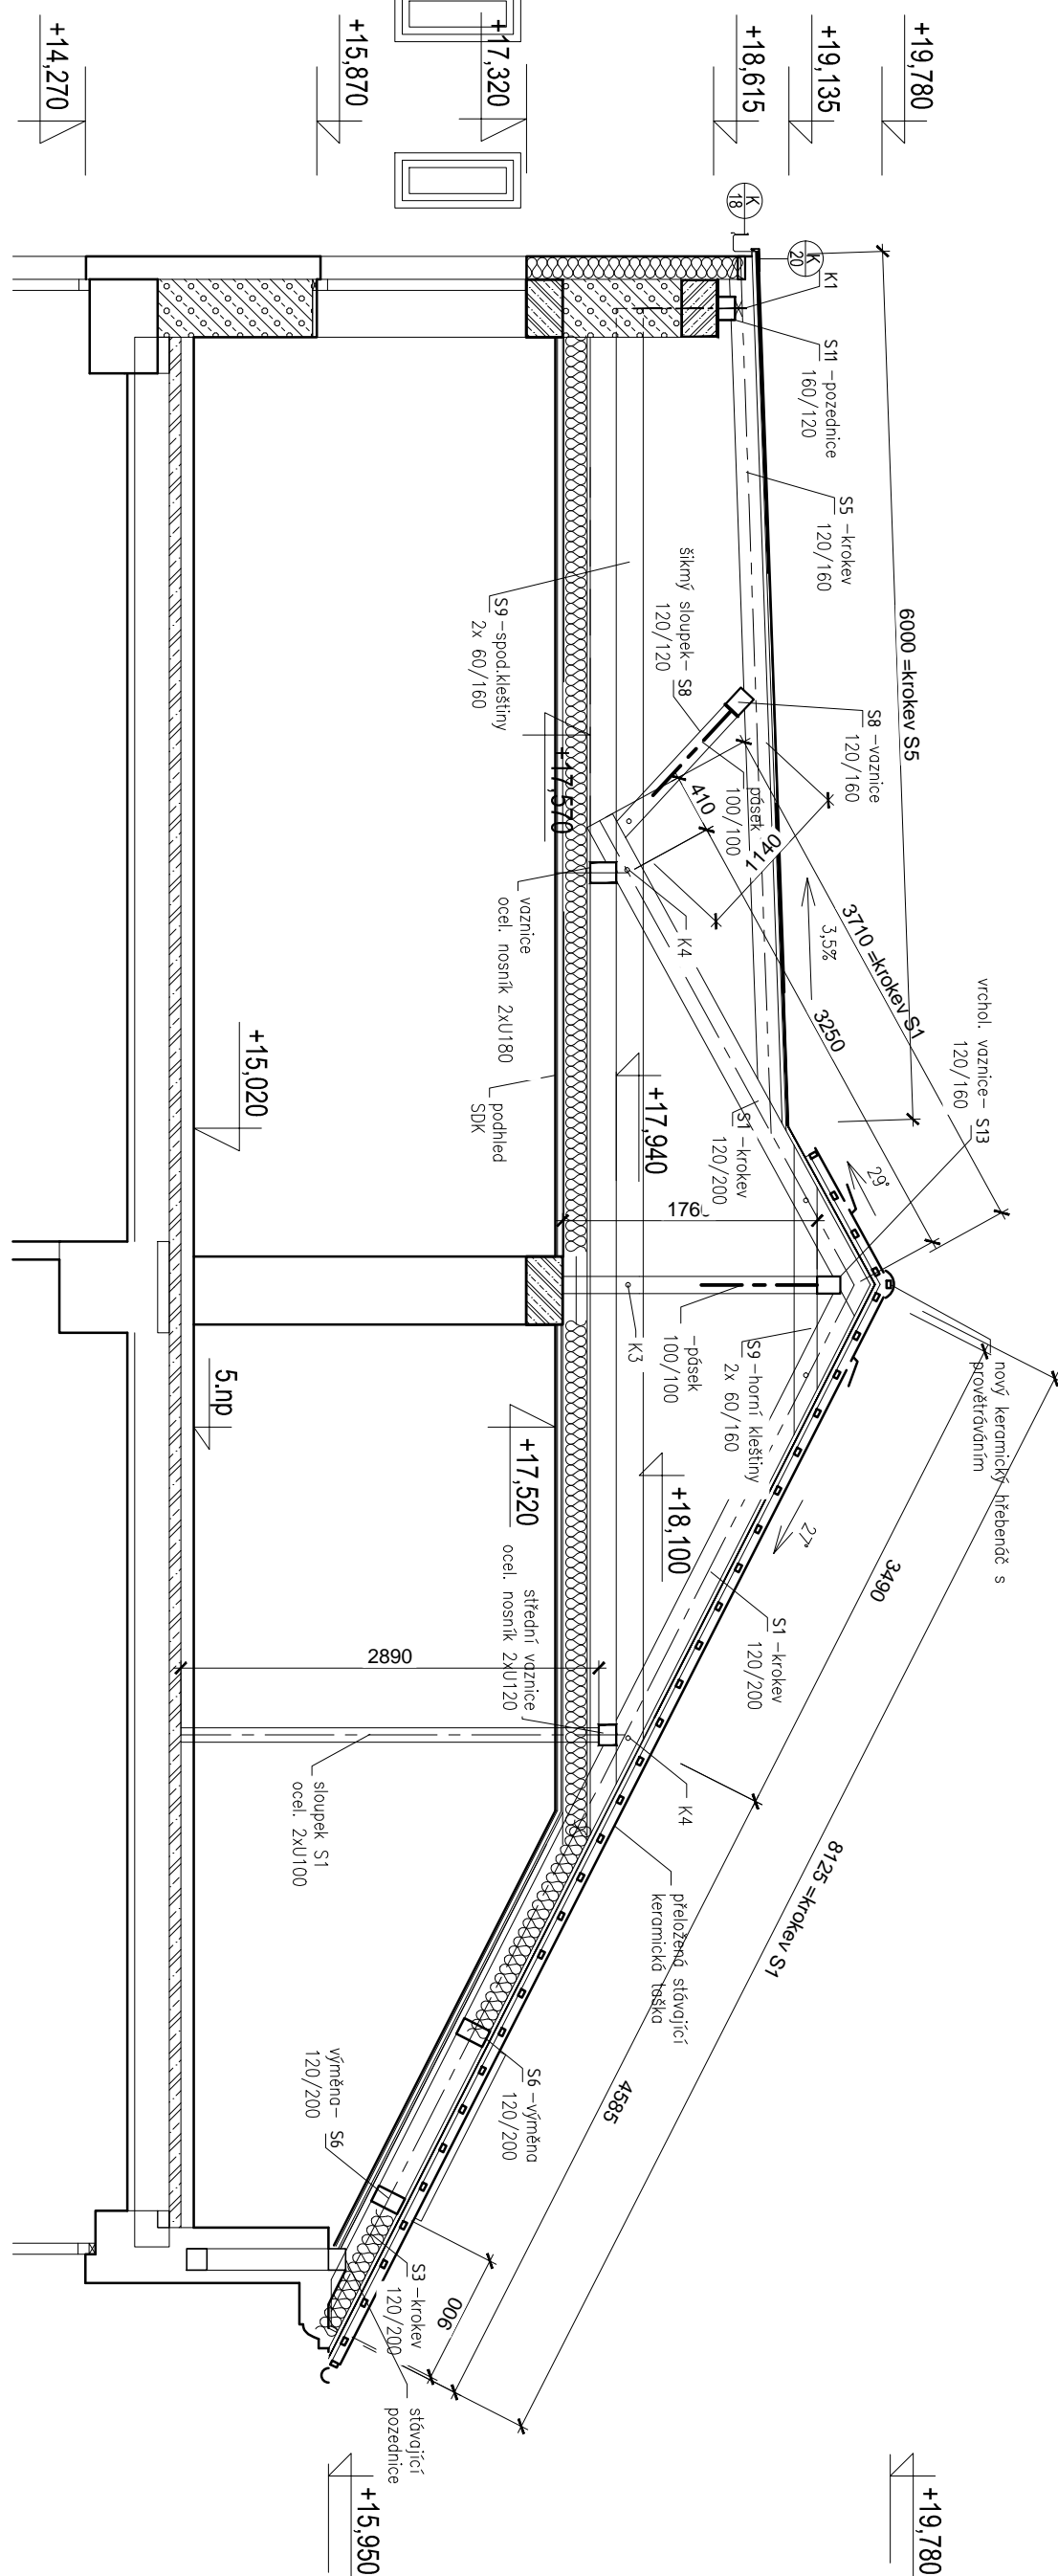 +14,270
+15,870
+17,320
+18,615
+19,135
+19,780
K
18
K
20
K1
S11 -pozednice
160/120
S5 -krokev
120/160
6000 =krokev S5
šikmý sloupek- S8
120/120
S9 -spod.kleštiny
2x 60/160
S8 -vaznice
120/160
pásek
100/100
410
1140
+17,570
3710 =krokev S1
3,5%
3250
K4
vaznice
ocel. nosník 2xU180
vrchol. vaznice- S13
120/160
+15,020
podhled
SDK
+17,940
S1 -krokev
120/200
29°
K3
-pásek
100/100
S9 -horní kleštiny
2x 60/160
nový keramický hřebenáč s
provětráváním
5.np
+17,520
+18,100
27°
3490
S1 -krokev
120/200
střední vaznice
ocel. nosník 2xU120
2890
sloupek S1
ocel. 2xU100
K4
8125 =krokev S1
přeložená stávající
keramická taška
4585
S6 -výměna
120/200
výměna- S6
120/200
900
S3 -krokev
120/200
stávající
pozednice
+15,950
+19,780